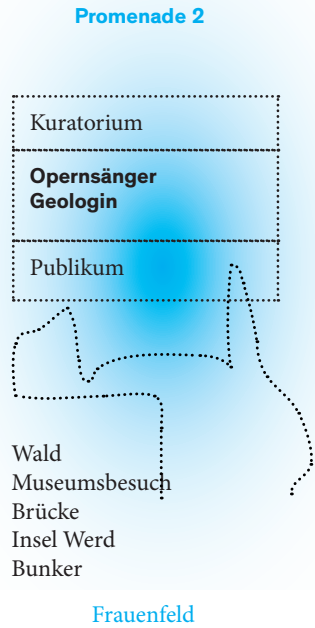 Promenade 2
Kuratorium
Opernsänger
Geologin
Publikum
Wald
Museumsbesuch
Brücke
Insel Werd
Bunker
Frauenfeld